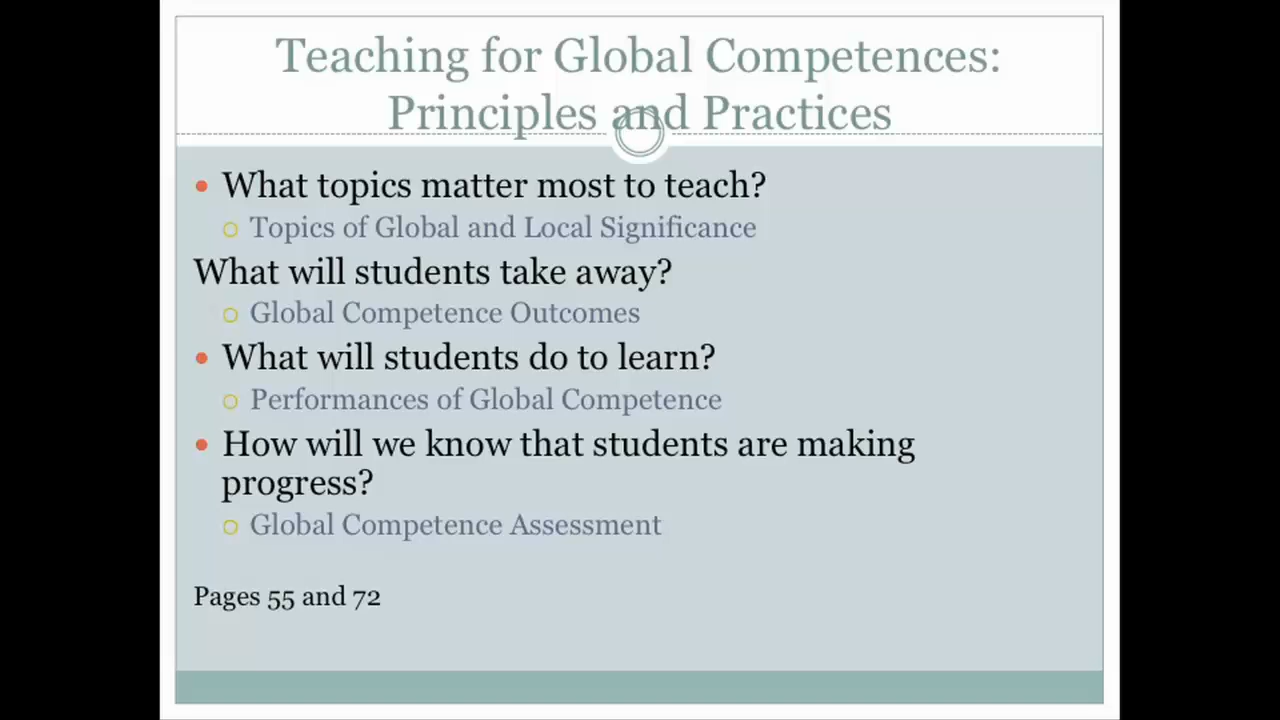 Teaching for Global Competences:
Principles and Practices
What topics matter most to teach?
Topics of Global and Local Significance
What will students take away?
Global Competence Outcomes
What will students do to learn?
Performances of Global Competence
How will we know that students are making
progress?
Global Competence Assessment
Pages 55 and 72